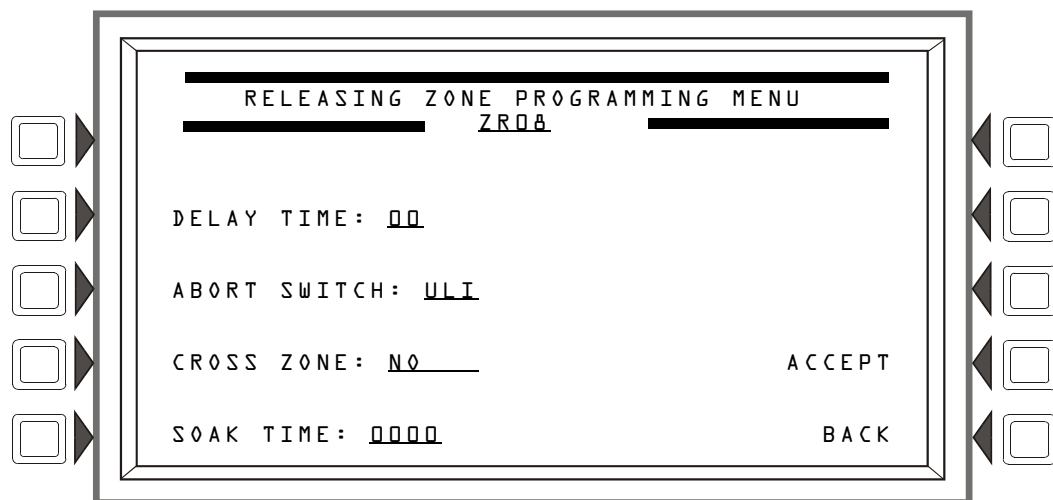 RELEASING ZONE PROGRAMMING MENU
ZR08
DELAY TIME: 00
ABORT SWITCH: ULI
CROSS ZONE: NO
ACCEPT
SOAK TIME: 0000
BACK